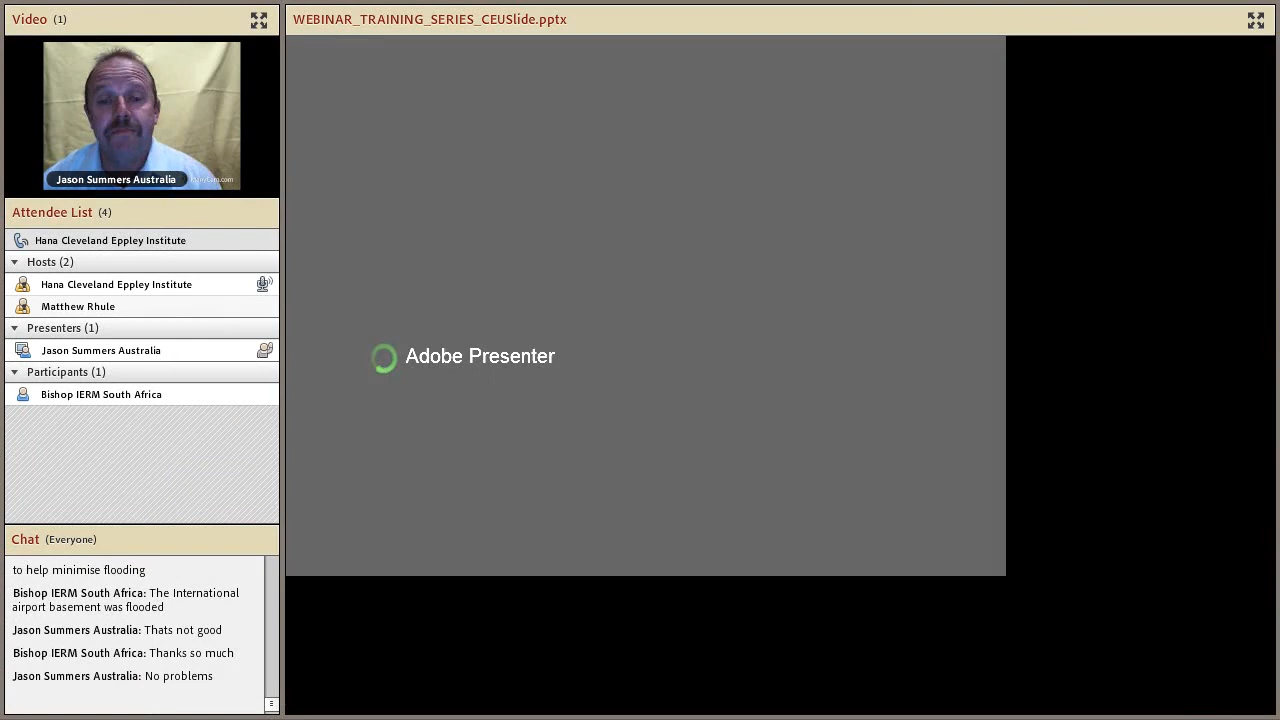 Video (1)
WEBINAR_TRAINING_SERIES_CEUSlide.pptx
Jason Summers Australia
Attendee List (4)
Hana Cleveland Eppley Institute
Hosts (2)
Hana Cleveland Eppley Institute
Matthew Rhule
Presenters (1)
Jason Summers Australia
Participants (1)
Bishop IERM South Africa
Adobe Presenter
Chat (Everyone)
to help minimise flooding
Bishop IERM South Africa: The International
airport basement was flooded
Jason Summers Australia: Thats not good
Bishop IERM South Africa: Thanks so much
Jason Summers Australia: No problems